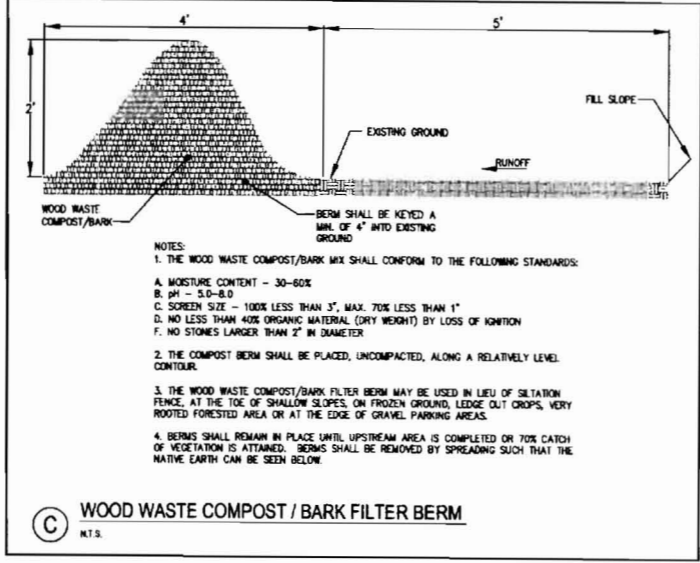 4'
5'
2'
FILL SLOPE
EXISTING GROUND
RUNOFF
WOOD WASTE
COMPOST/BARK
BERM SHALL BE KEYED A
MIN. OF 4" INTO EXISTING
GROUND
NOTES:
1. THE WOOD WASTE COMPOST/BARK MIX SHALL CONFORM TO THE FOLLOWING STANDARDS:
A. MOISTURE CONTENT - 30-60%
B. pH - 5.0-8.0
C. SCREEN SIZE - 100% LESS THAN 3", MAX. 70% LESS THAN 1"
D. NO LESS THAN 40% ORGANIC MATERIAL (DRY WEIGHT) BY LOSS OF IGNITION
F. NO STONES LARGER THAN 2" IN DIAMETER
2. THE COMPOST BERM SHALL BE PLACED, UNCOMPACTED, ALONG A RELATIVELY LEVEL
CONTOUR.
3. THE WOOD WASTE COMPOST/BARK FILTER BERM MAY BE USED IN LIEU OF SILTATION
FENCE, AT THE TOE OF SHALLOW SLOPES, ON FROZEN GROUND, LEDGE OUT CROPS, VERY
ROOTED FORESTED AREA OR AT THE EDGE OF GRAVEL PARKING AREAS.
4. BERMS SHALL REMAIN IN PLACE UNTIL UPSTREAM AREA IS COMPLETED OR 70% CATCH
OF VEGETATION IS ATTAINED. BERMS SHALL BE REMOVED BY SPREADING SUCH THAT THE
NATIVE EARTH CAN BE SEEN BELOW.
C WOOD WASTE COMPOST / BARK FILTER BERM
N.T.S.